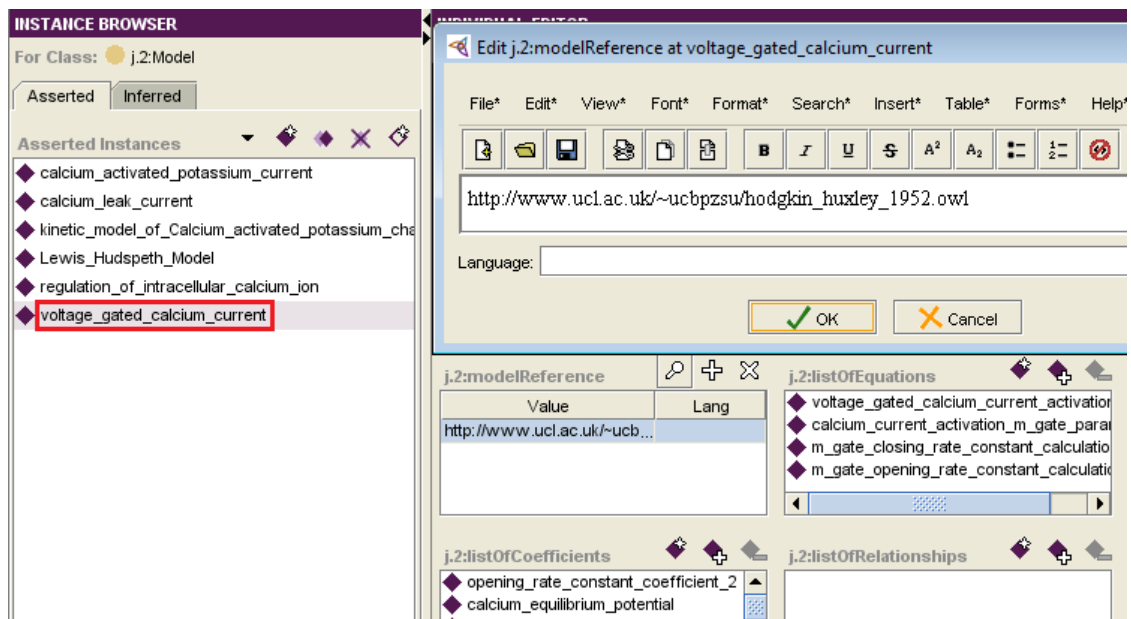 INSTANCE BROWSER
For Class: j.2:Model
Asserted Inferred
Asserted Instances
calcium_activated_potassium_current
calcium_leak_current
kinetic_model_of_Calcium_activated_potassium_cha
Lewis_Hudspeth_Model
regulation_of_intracellular_calcium_ion
voltage_gated_calcium_current
INDIVIDUAL EDITOR
Edit j.2:modelReference at voltage_gated_calcium_current
File* Edit* View* Font* Format* Search* Insert* Table* Forms* Help*
B I U S A² A₂
http://www.ucl.ac.uk/~ucbpzsu/hodgkin_huxley_1952.owl
Language:
OK Cancel
j.2:modelReference
Value Lang
http://www.ucl.ac.uk/~ucb...
j.2:listOfEquations
voltage_gated_calcium_current_activation
calcium_current_activation_m_gate_para
m_gate_closing_rate_constant_calculatio
m_gate_opening_rate_constant_calculatic
j.2:listOfCoefficients
opening_rate_constant_coefficient_2
calcium_equilibrium_potential
j.2:listOfRelationships